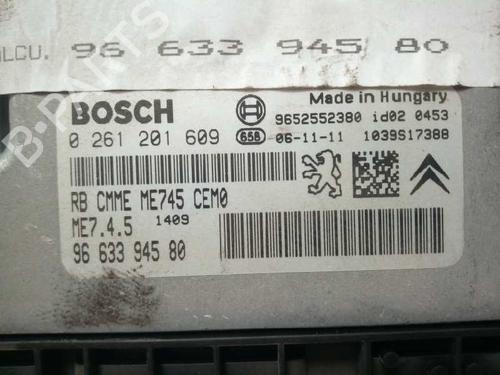 ALCU. 96 633 945 80
BOSCH
Made in Hungary
9652552380 id02 0453
0 261 201 609 658 06-11-11 1039S17388
RB CMME ME745 CEM0
ME7.4.5 1409
96 633 945 80
B-PARTS